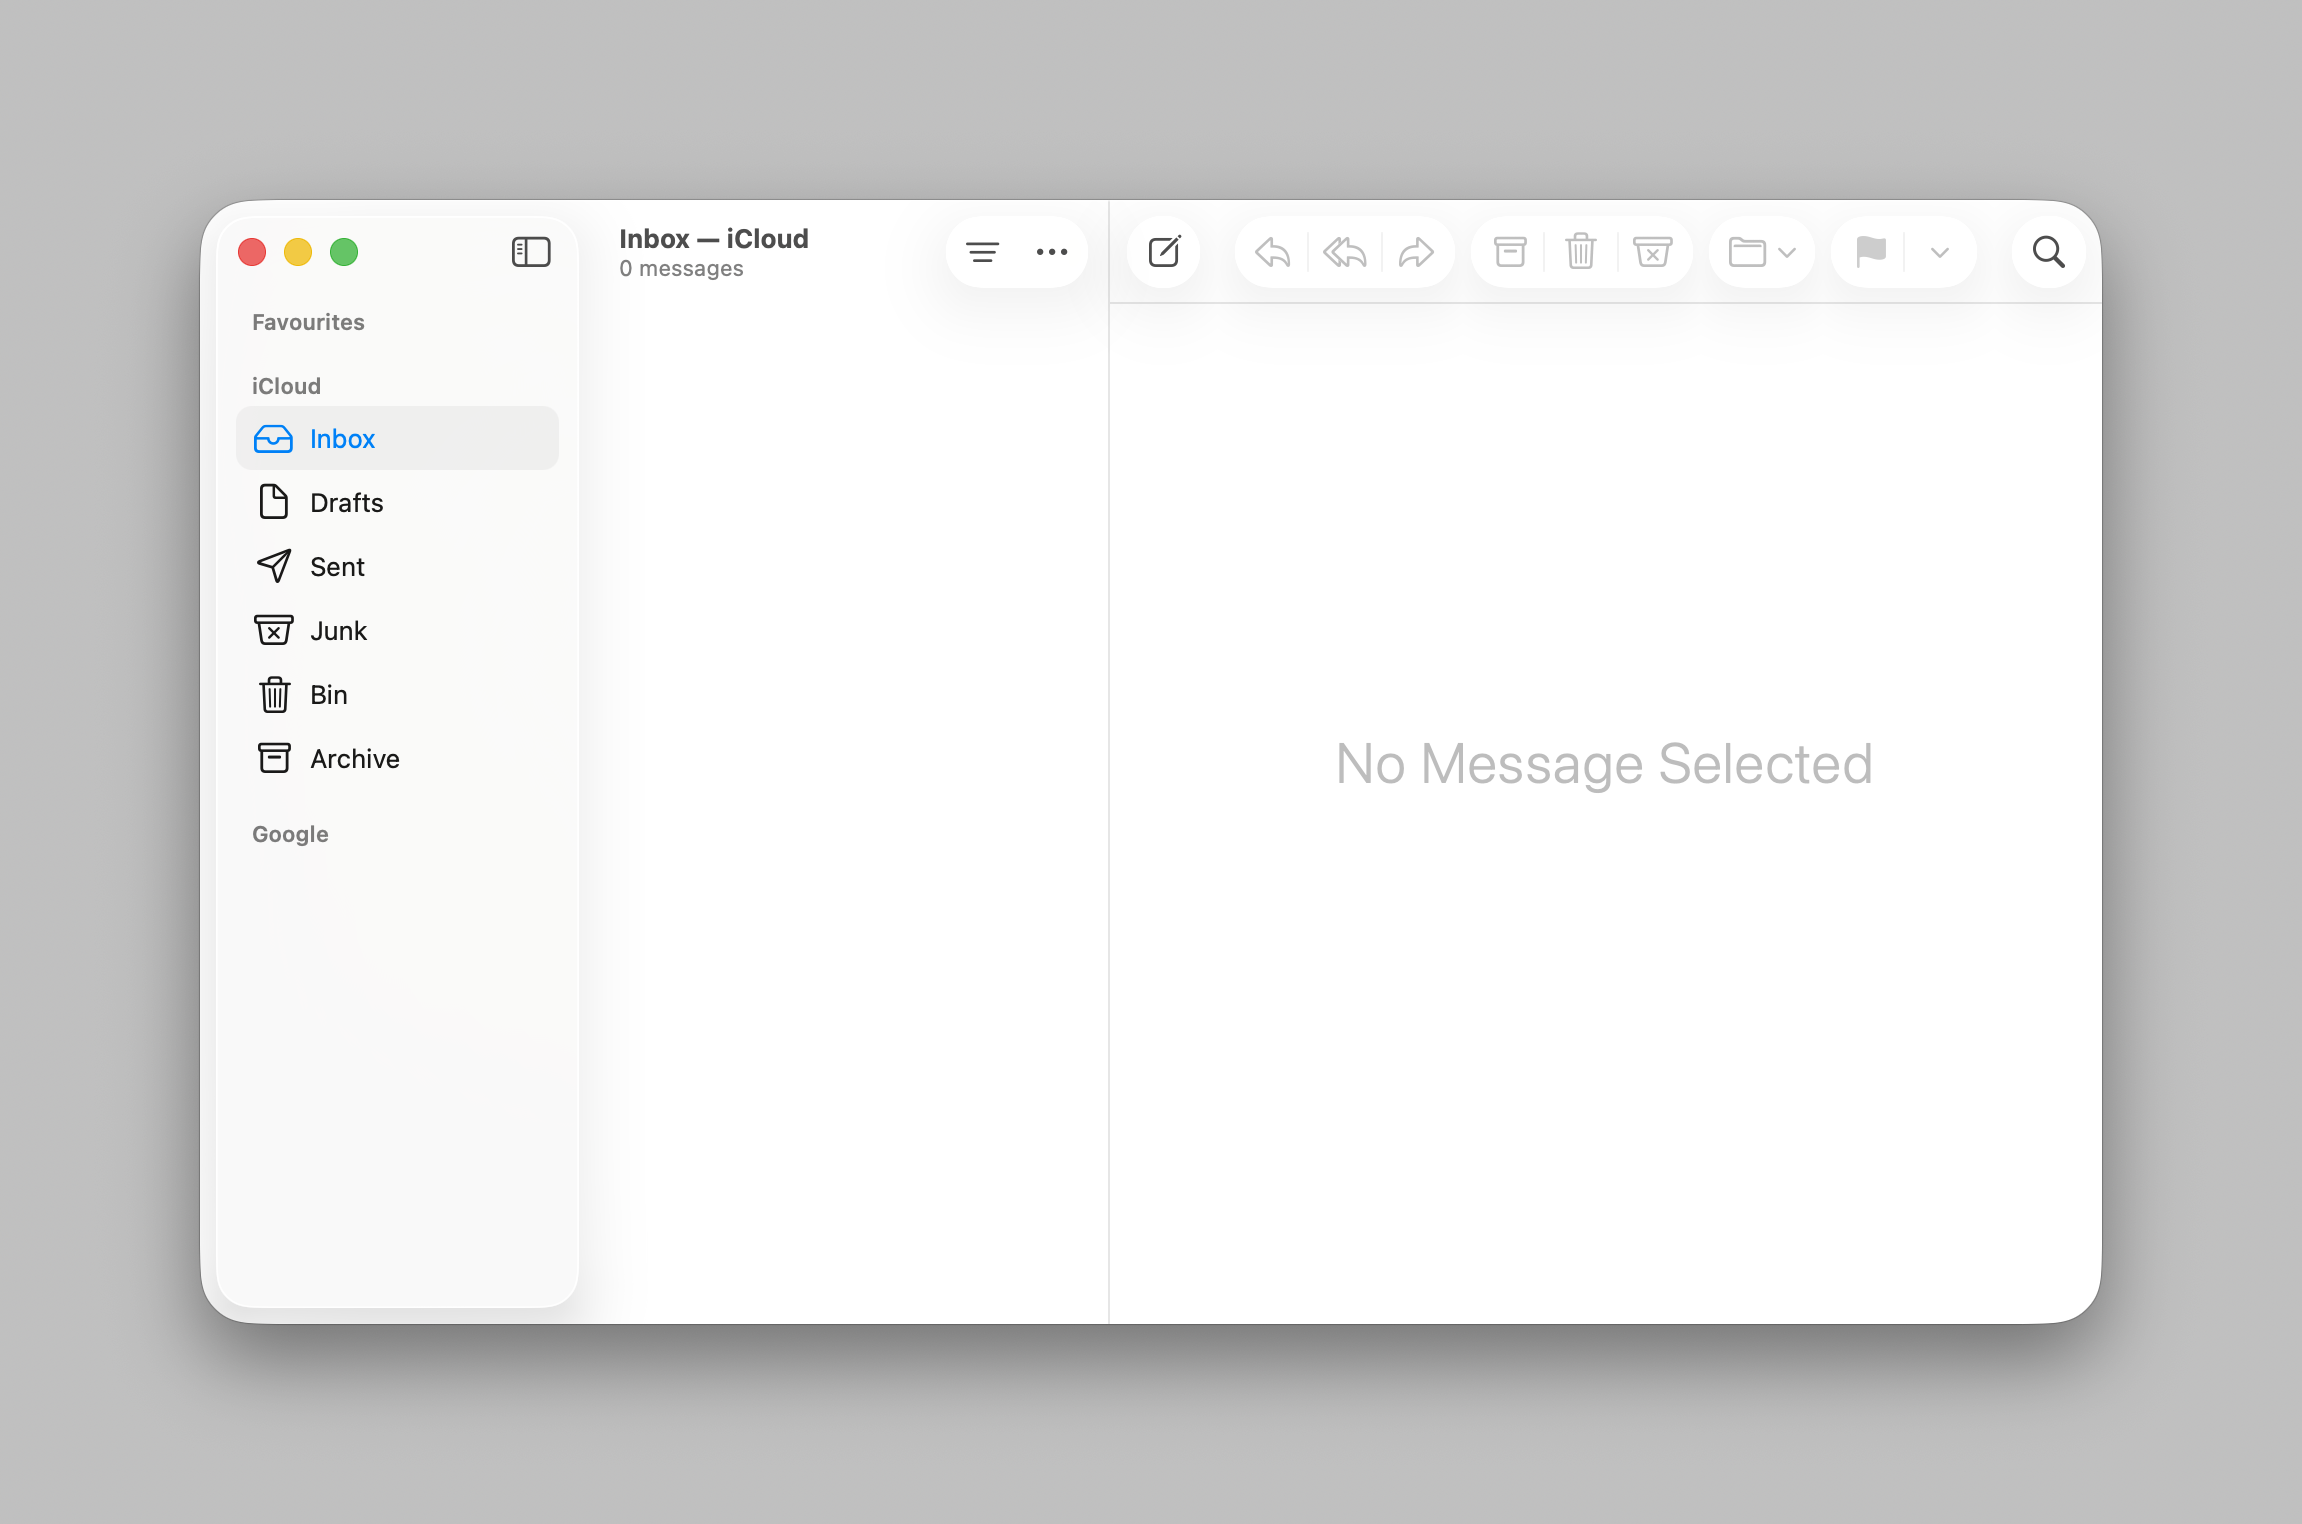 Inbox — iCloud
0 messages
Favourites
iCloud
Inbox
Drafts
Sent
Junk
Bin
Archive
Google
No Message Selected